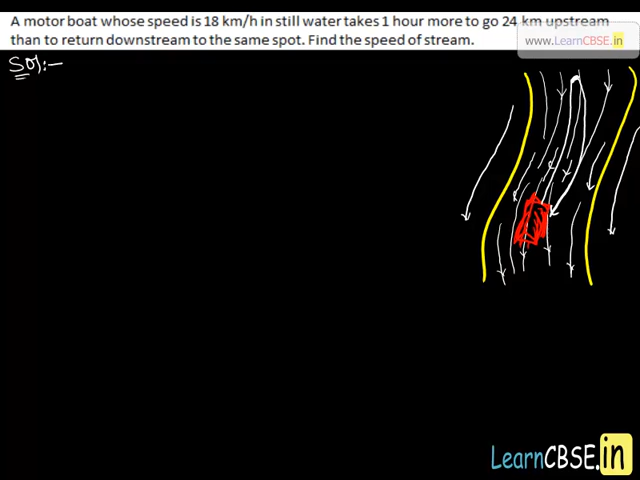 A motor boat whose speed is 18 km/h in still water takes 1 hour more to go 24 km upstream
than to return downstream to the same spot. Find the speed of stream.
www.LearnCBSE.in
Sol:-
LearnCBSE.in